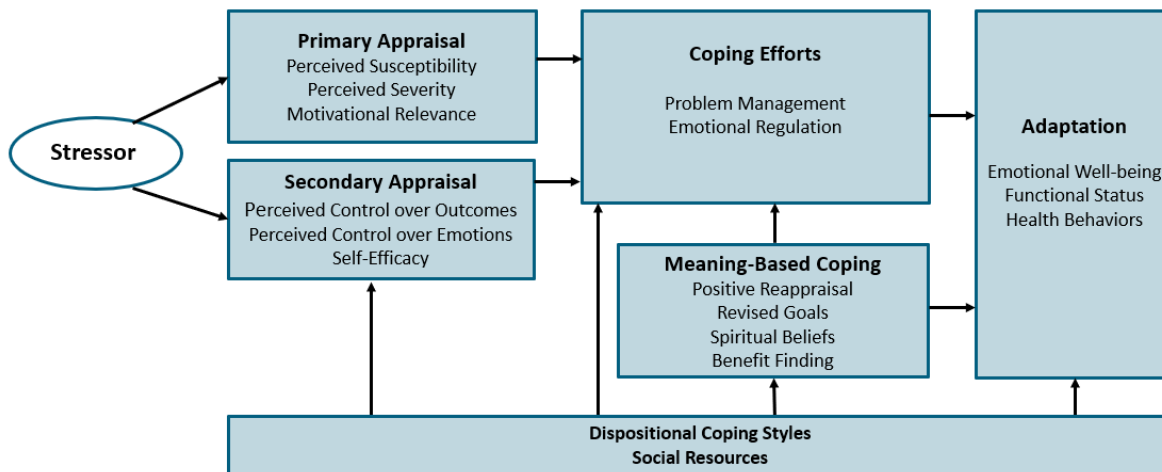 Stressor
Primary Appraisal
Perceived Susceptibility
Perceived Severity
Motivational Relevance
Secondary Appraisal
Perceived Control over Outcomes
Perceived Control over Emotions
Self-Efficacy
Coping Efforts
Problem Management
Emotional Regulation
Meaning-Based Coping
Positive Reappraisal
Revised Goals
Spiritual Beliefs
Benefit Finding
Adaptation
Emotional Well-being
Functional Status
Health Behaviors
Dispositional Coping Styles
Social Resources